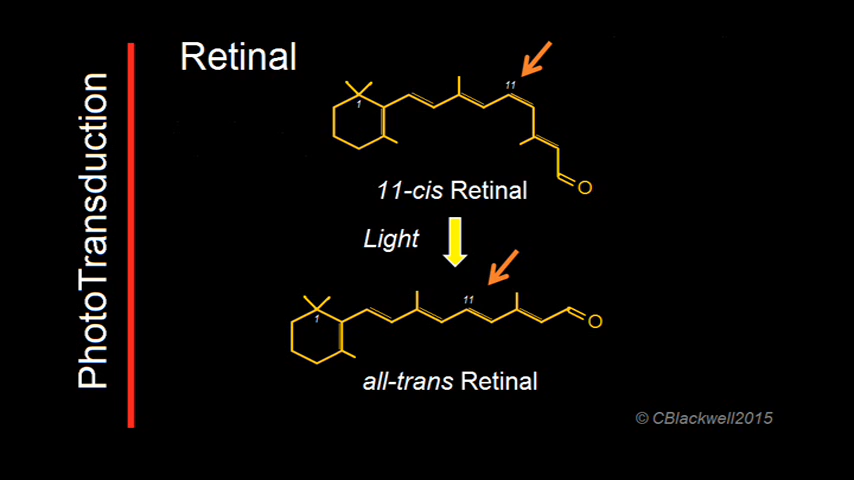 PhotoTransduction
Retinal
11
1
O
11-cis Retinal
Light
11
1
O
all-trans Retinal
© CBlackwell2015